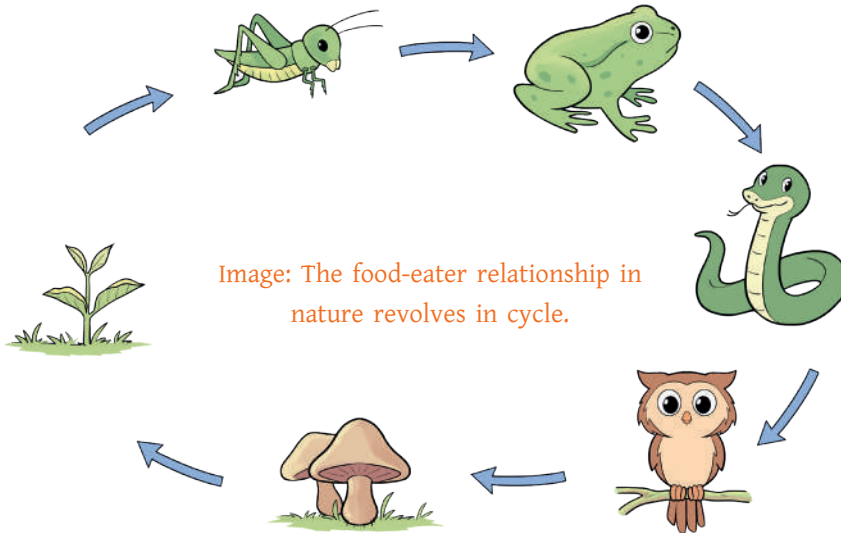 Image: The food-eater relationship in
nature revolves in cycle.